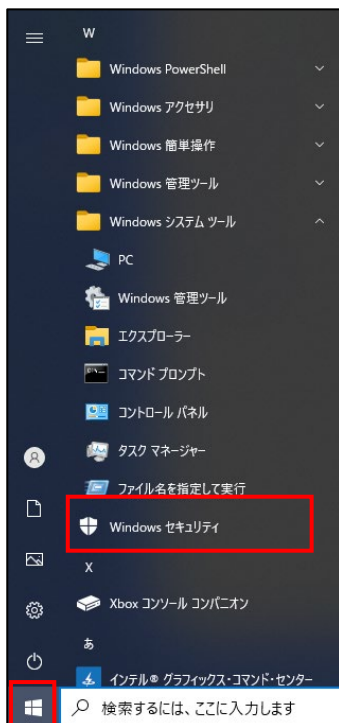 W
Windows PowerShell
Windows アクセサリ
Windows 簡単操作
Windows 管理ツール
Windows システム ツール
PC
Windows 管理ツール
エクスプローラー
コマンド プロンプト
コントロール パネル
タスク マネージャー
ファイル名を指定して実行
Windows セキュリティ
X
Xbox コンソール コンパニオン
あ
インテル® グラフィックス・コマンド・センター
検索するには、ここに入力します